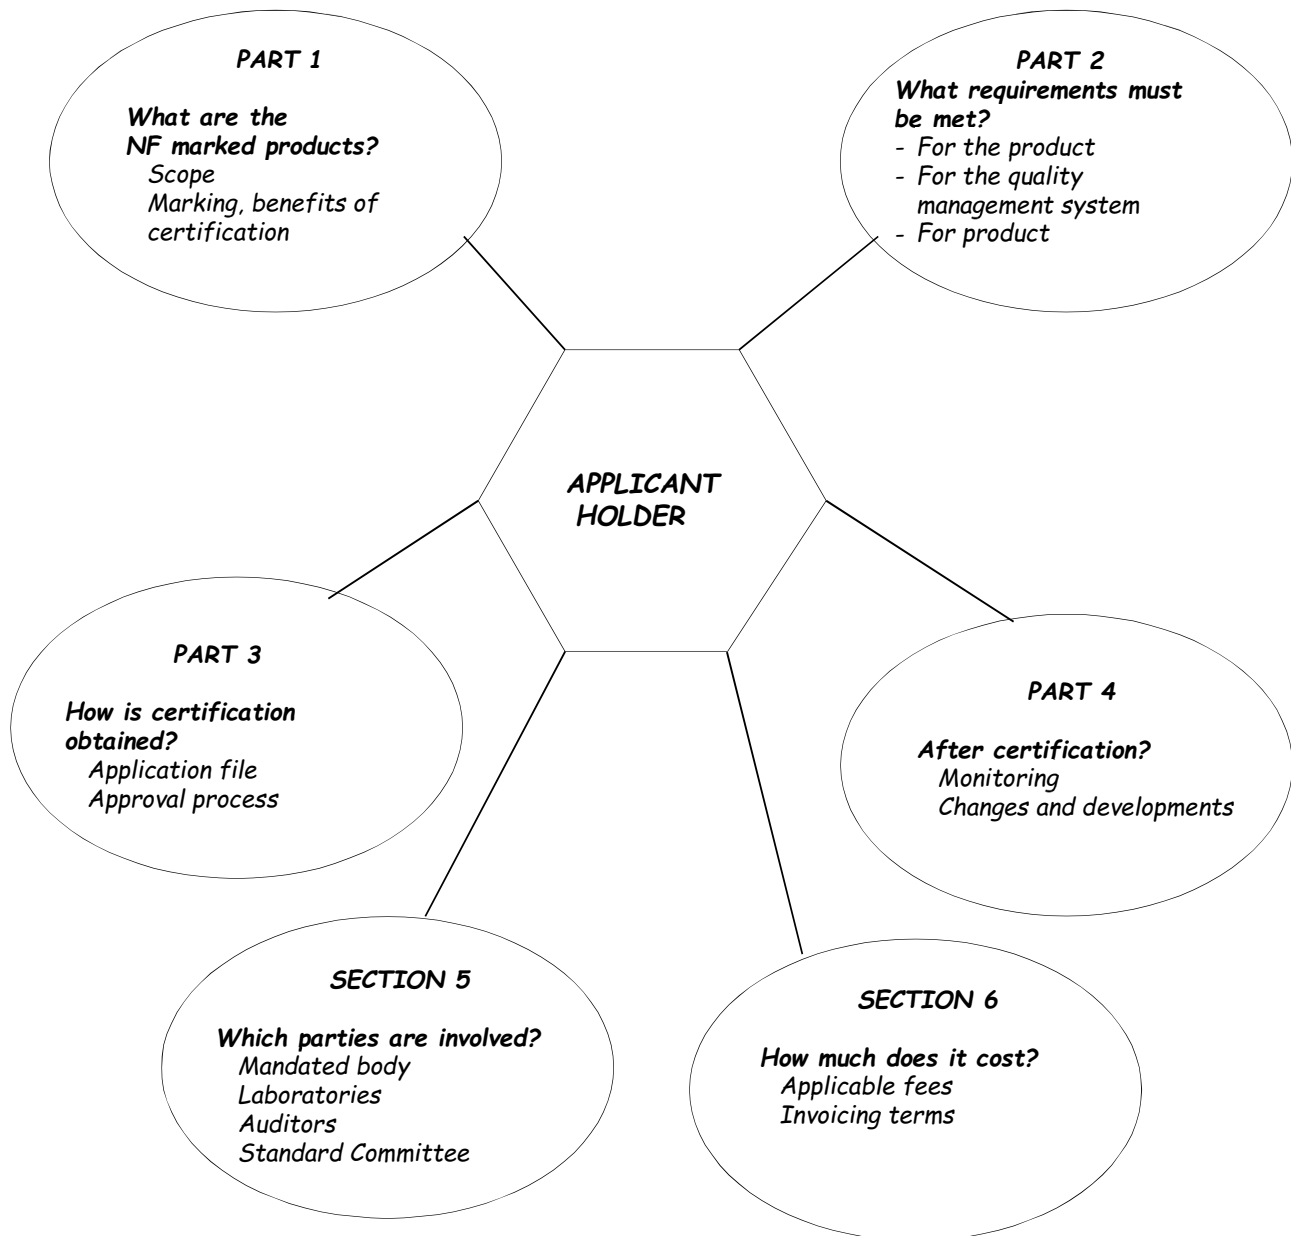 PART 1
What are the
NF marked products?
Scope
Marking, benefits of
certification
PART 2
What requirements must
be met?
- For the product
- For the quality
management system
- For product
APPLICANT
HOLDER
PART 3
How is certification
obtained?
Application file
Approval process
PART 4
After certification?
Monitoring
Changes and developments
SECTION 5
Which parties are involved?
Mandated body
Laboratories
Auditors
Standard Committee
SECTION 6
How much does it cost?
Applicable fees
Invoicing terms